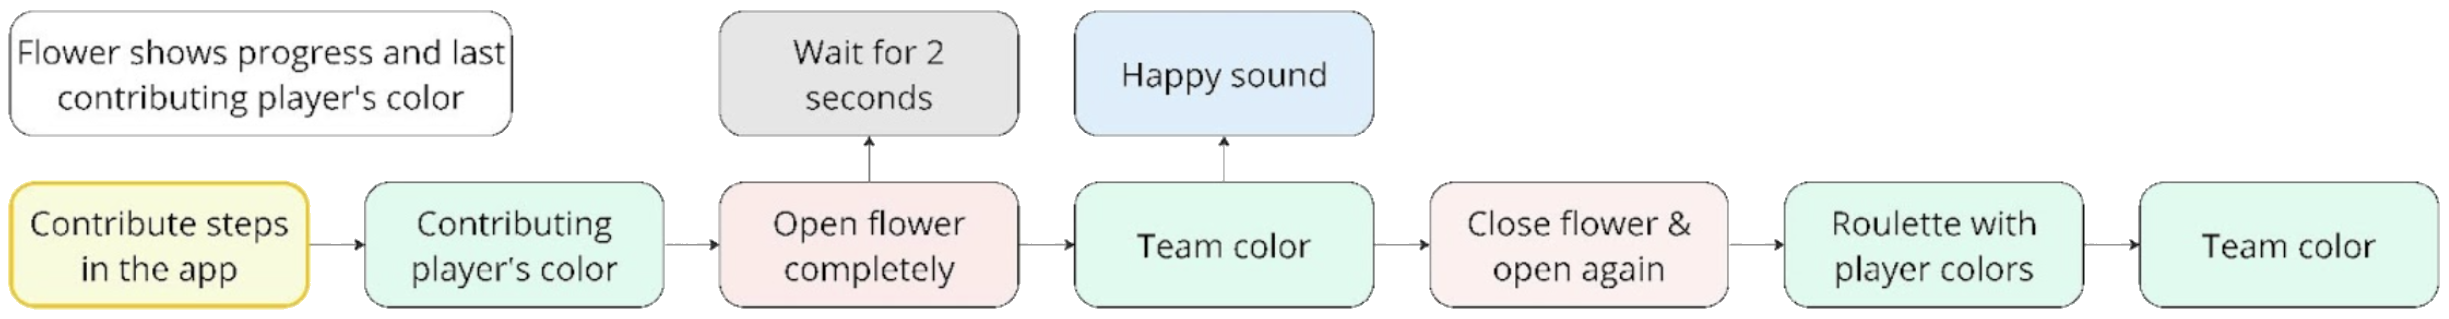 Flower shows progress and last
contributing player's color
Wait for 2
seconds
Happy sound
Contribute steps
in the app
Contributing
player's color
Open flower
completely
Team color
Close flower &
open again
Roulette with
player colors
Team color